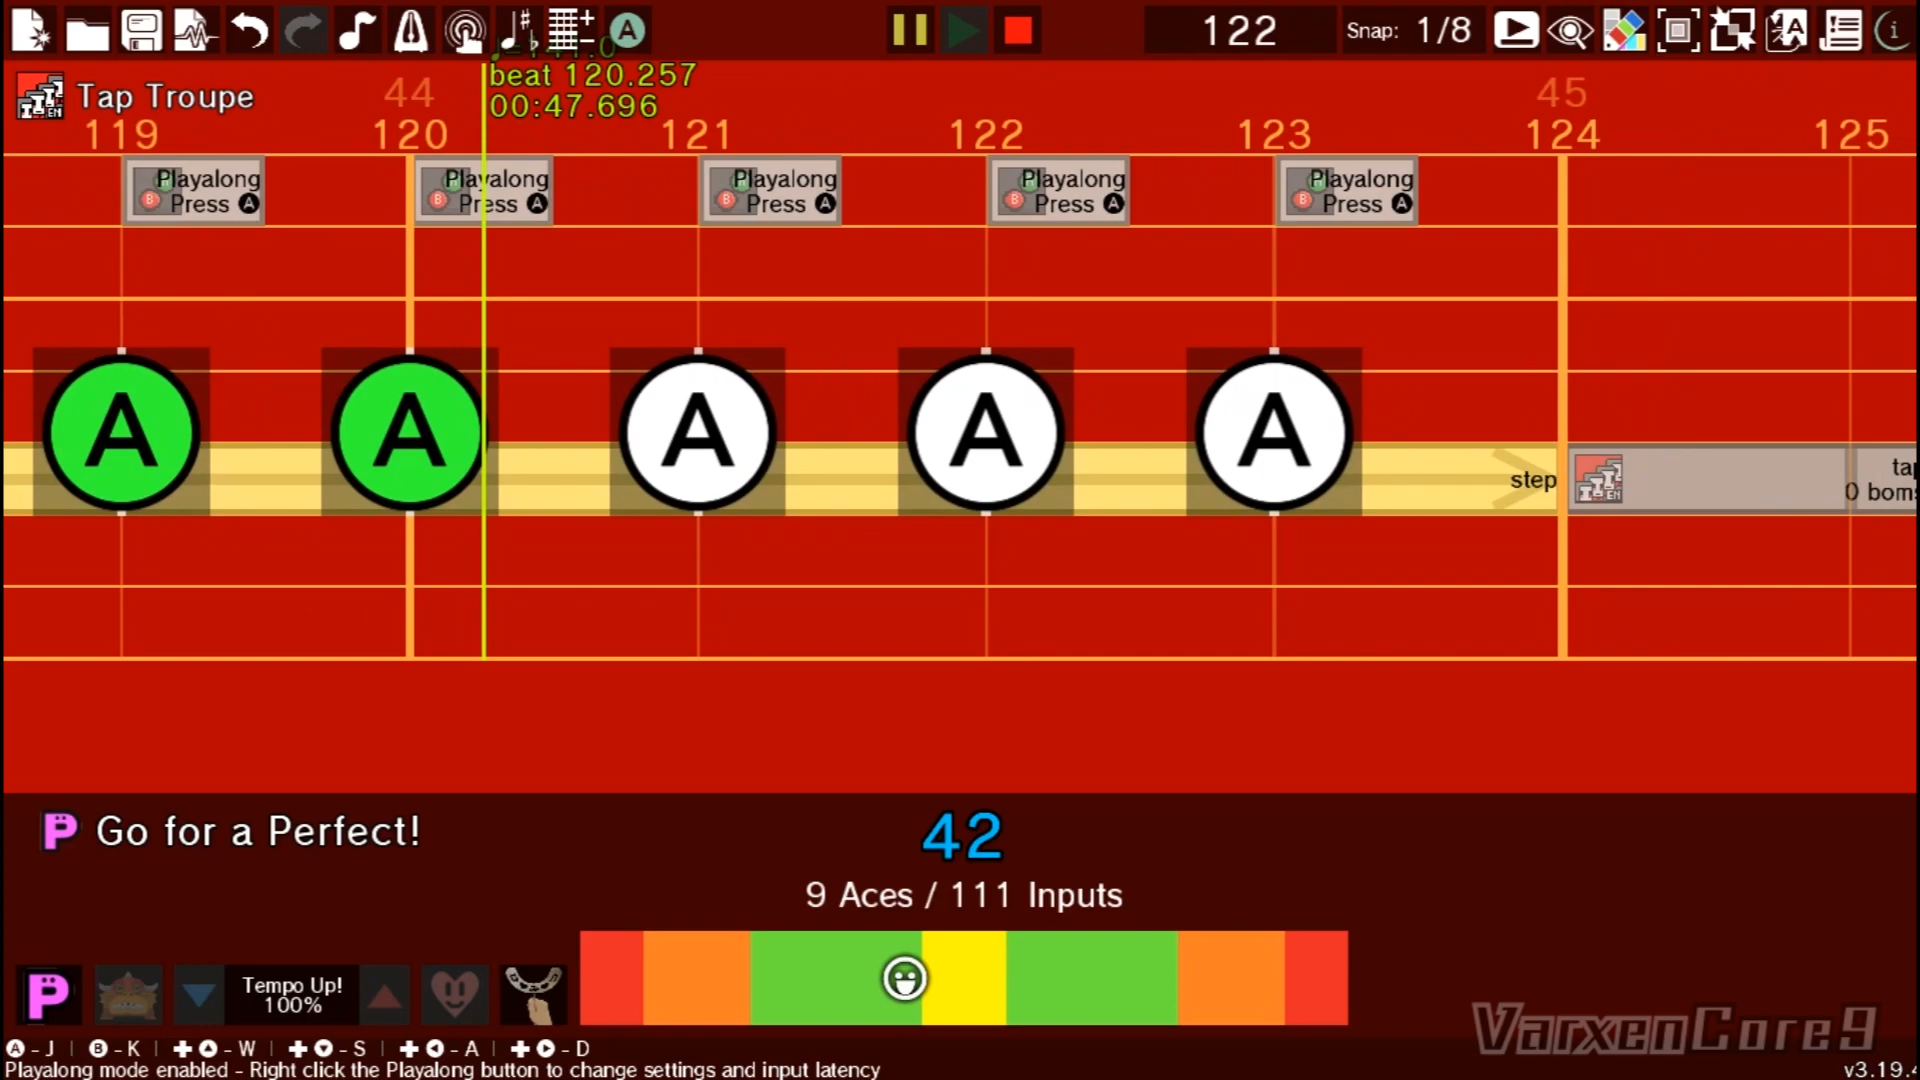 122
Snap: 1/8
beat 120.257
00:47.696
Tap Troupe
44
45
119
120
121
122
123
124
125
Playalong
Press A
Playalong
Press A
Playalong
Press A
Playalong
Press A
Playalong
Press A
A
A
A
A
A
step
EN
0 boms
P Go for a Perfect!
42
9 Aces / 111 Inputs
Tempo Up!
100%
VarxenCore9
A - J | B - K | - W | - S | - A | - D
Playalong mode enabled - Right click the Playalong button to change settings and input latency
v3.19.4